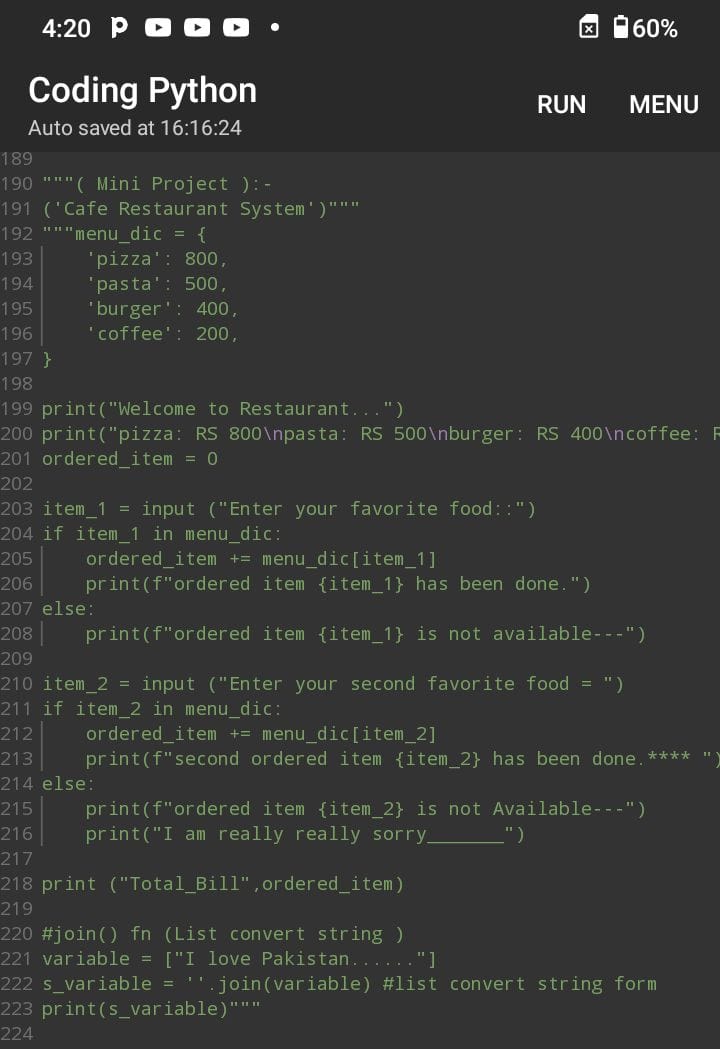 4:20
60%
Coding Python
RUN MENU
Auto saved at 16:16:24
189
190 """( Mini Project ):-
191 ('Cafe Restaurant System')"""
192 """menu_dic = {
193     'pizza': 800,
194     'pasta': 500,
195     'burger': 400,
196     'coffee': 200,
197 }
198
199 print("Welcome to Restaurant...")
200 print("pizza: RS 800\npasta: RS 500\nburger: RS 400\ncoffee: R
201 ordered_item = 0
202
203 item_1 = input ("Enter your favorite food::")
204 if item_1 in menu_dic:
205     ordered_item += menu_dic[item_1]
206     print(f"ordered item {item_1} has been done.")
207 else:
208     print(f"ordered item {item_1} is not available---")
209
210 item_2 = input ("Enter your second favorite food = ")
211 if item_2 in menu_dic:
212     ordered_item += menu_dic[item_2]
213     print(f"second ordered item {item_2} has been done.**** ")
214 else:
215     print(f"ordered item {item_2} is not Available---")
216     print("I am really really sorry_______")
217
218 print ("Total_Bill",ordered_item)
219
220 #join() fn (List convert string )
221 variable = ["I love Pakistan......"]
222 s_variable = ''.join(variable) #list convert string form
223 print(s_variable)"""
224